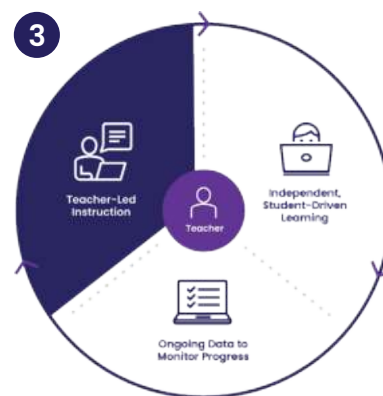 3
Teacher-Led
Instruction
Independent,
Student-Driven
Learning
Teacher
Ongoing Data to
Monitor Progress